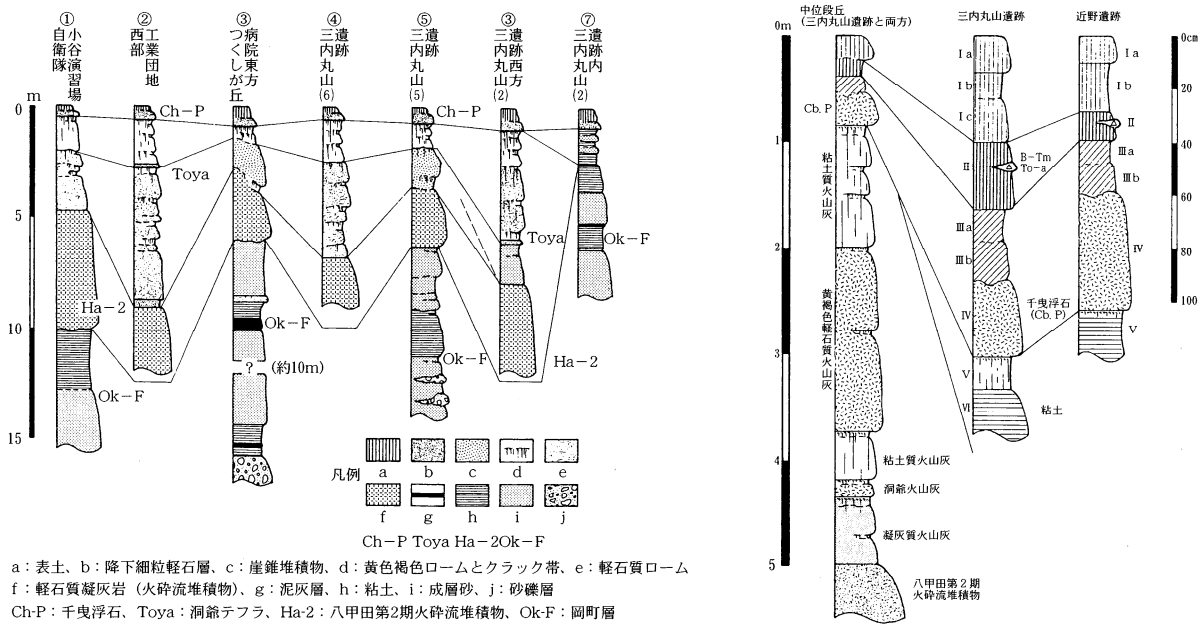 ①
小谷演習場
自衛隊
②
工業団地
西部
③
病院東方
つくしが丘
④
遺跡
三内丸山
(6)
⑤
遺跡
三内丸山
(5)
③
遺跡西方
三内丸山
(2)
⑦
遺跡内
三内丸山
(2)
0 m
5
10
15
Ch-P
Ch-P
Toya
Toya
Ha-2
Ha-2
Ok-F
Ok-F
Ok-F
Ok-F
? (約10m)
凡例
a b c d e
f g h i j
Ch-P Toya Ha-2Ok-F
a：表土、b：降下細粒軽石層、c：崖錐堆積物、d：黄色褐色ロームとクラック帯、e：軽石質ローム
f：軽石質凝灰岩（火砕流堆積物）、g：泥灰層、h：粘土、i：成層砂、j：砂礫層
Ch-P：千曳浮石、Toya：洞爺テフラ、Ha-2：八甲田第2期火砕流堆積物、Ok-F：岡町層
中位段丘
(三内丸山遺跡と両方)
0m
1
2
3
4
5
Cb. P
粘土質火山灰
黄褐色軽石質火山灰
粘土質火山灰
洞爺火山灰
凝灰質火山灰
八甲田第2期
火砕流堆積物
三内丸山遺跡
Ⅰa
Ⅰb
Ⅰc
Ⅱ
B-Tm
To-a
Ⅲa
Ⅲb
Ⅳ
Ⅴ
Ⅵ
粘土
千曳浮石
(Cb. P)
近野遺跡
Ⅰa
Ⅰb
Ⅱ
Ⅲa
Ⅲb
Ⅳ
Ⅴ
0cm
20
40
60
80
100